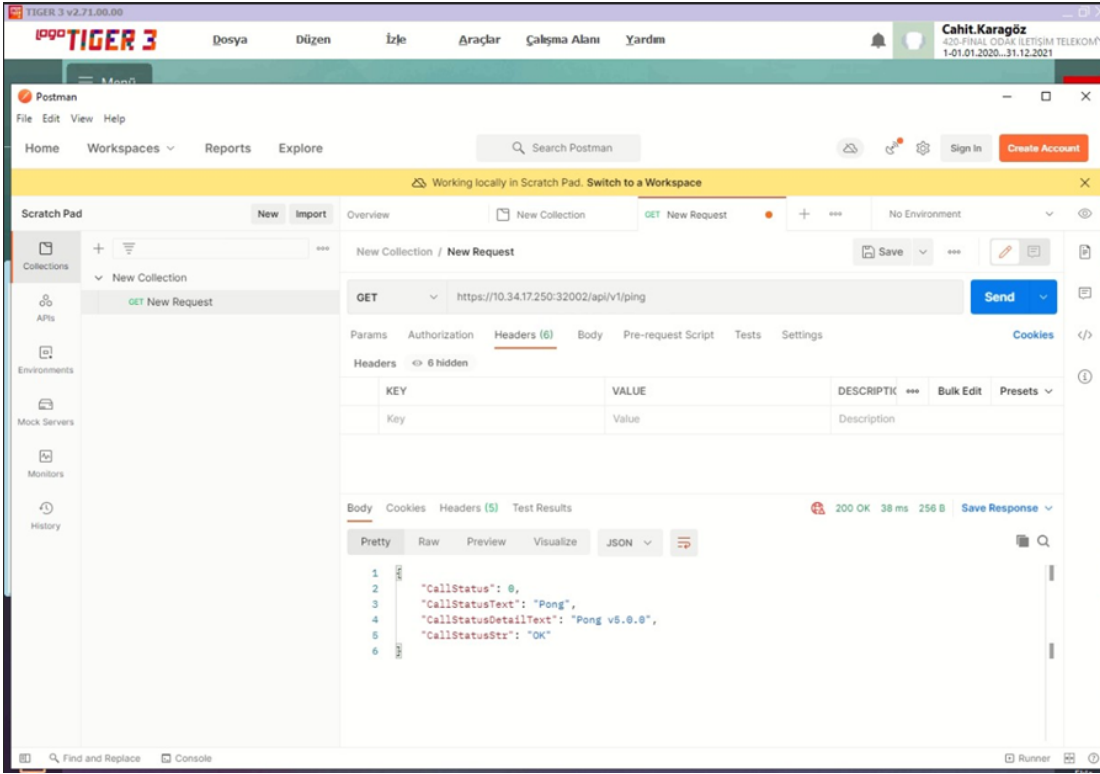 TIGER 3 v2.71.00.00
LOGO TIGER 3 Dosya Düzen İzle Araçlar Çalışma Alanı Yardım
Cahit.Karagöz
420-FİNAL ODAK İLETİŞİM TELEKOM
1-01.01.2020...31.12.2021
Menü
Postman
File Edit View Help
Home Workspaces Reports Explore Search Postman Sign In Create Account
Working locally in Scratch Pad. Switch to a Workspace
Scratch Pad New Import Overview New Collection GET New Request No Environment
Collections
New Collection / New Request Save
New Collection
GET New Request
GET https://10.34.17.250:32002/api/v1/ping Send
APIs
Params Authorization Headers (6) Body Pre-request Script Tests Settings Cookies
Environments
Headers 6 hidden
KEY VALUE DESCRIPTIC Bulk Edit Presets
Mock Servers
Key Value Description
Monitors
History
Body Cookies Headers (5) Test Results 200 OK 38 ms 256 B Save Response
Pretty Raw Preview Visualize JSON
1 {
2 "CallStatus": 0,
3 "CallStatusText": "Pong",
4 "CallStatusDetailText": "Pong v5.0.0",
5 "CallStatusStr": "OK"
6 }
Find and Replace Console Runner